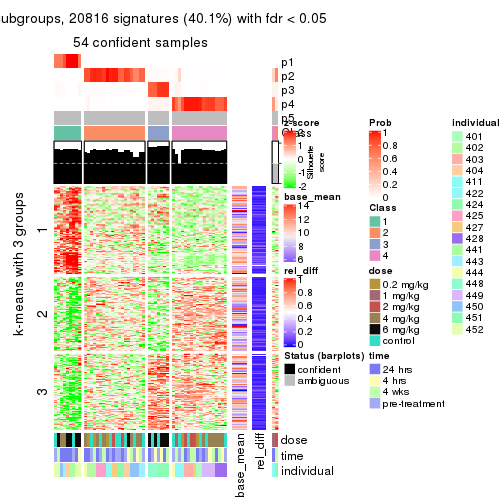 ubgroups, 20816 signatures (40.1%) with fdr < 0.05
54 confident samples
p1
p2
p3
p4
p5
Class
Silhouette
score
k-means with 3 groups
1
2
3
dose
time
individual
base_mean
rel_diff
z-score
2
1
0
-1
-2
base_mean
14
12
10
8
6
rel_diff
1
0.8
0.6
0.4
0.2
0
Status (barplots)
confident
ambiguous
Prob
1
0.8
0.6
0.4
0.2
0
Class
1
2
3
4
dose
0.2 mg/kg
1 mg/kg
2 mg/kg
4 mg/kg
6 mg/kg
control
time
24 hrs
4 hrs
4 wks
pre-treatment
individual
401
402
403
404
411
422
424
425
427
428
441
443
444
448
449
450
451
452